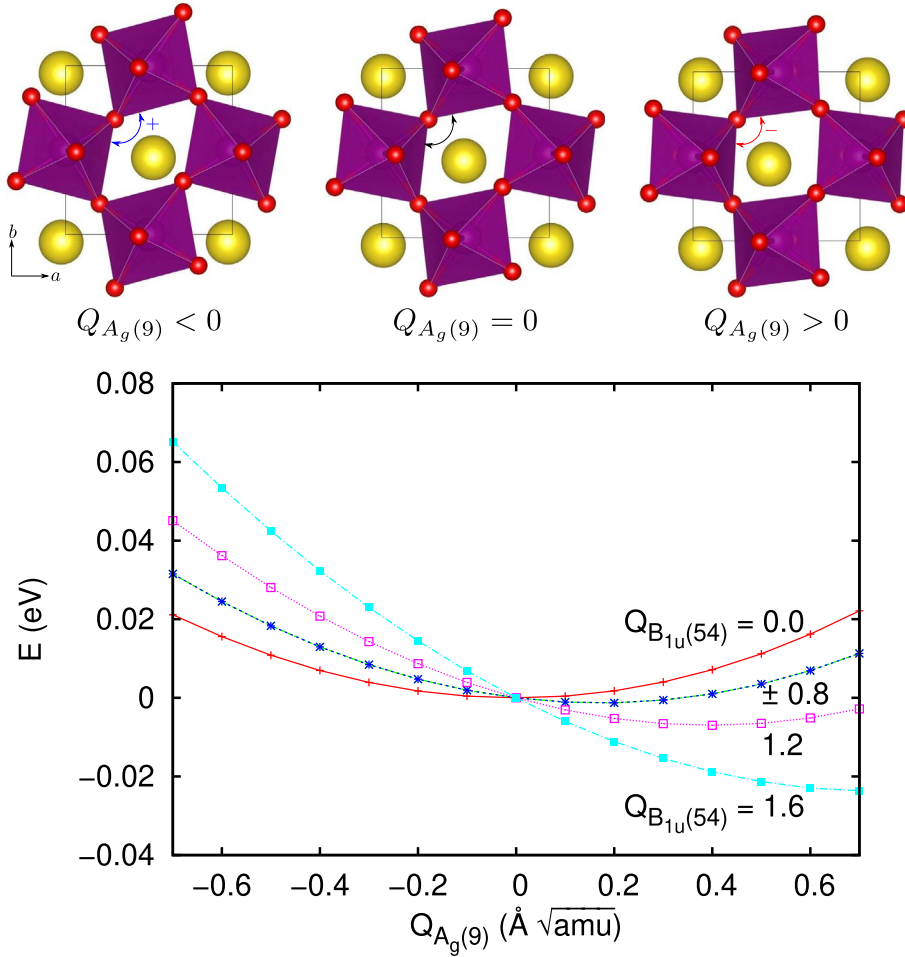 +
−
b
a
Q_{A_g(9)} < 0
Q_{A_g(9)} = 0
Q_{A_g(9)} > 0
0.08
0.06
0.04
0.02
0
−0.02
−0.04
E (eV)
Q_{B_{1u}(54)} = 0.0
± 0.8
1.2
Q_{B_{1u}(54)} = 1.6
−0.6
−0.4
−0.2
0
0.2
0.4
0.6
Q_{A_g(9)} (Å √amu)